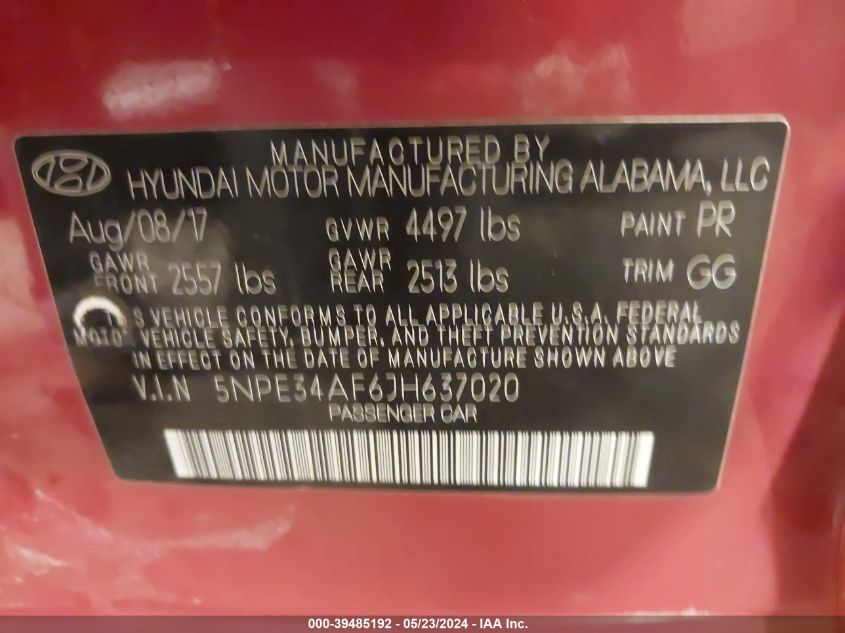 MANUFACTURED BY
HYUNDAI MOTOR MANUFACTURING ALABAMA, LLC
Aug/08/17 GVWR 4497 lbs PAINT PR
GAWR FRONT 2557 lbs GAWR REAR 2513 lbs TRIM GG
S VEHICLE CONFORMS TO ALL APPLICABLE U.S.A. FEDERAL
MOTO VEHICLE SAFETY, BUMPER, AND THEFT PREVENTION STANDARDS
IN EFFECT ON THE DATE OF MANUFACTURE SHOWN ABOVE
V.I.N 5NPE34AF6JH637020
PASSENGER CAR
000-39485192 / 05/23/2024 - IAA Inc.